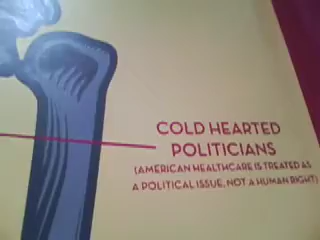 COLD HEARTED
POLITICIANS
(AMERICAN HEALTHCARE IS TREATED AS
A POLITICAL ISSUE, NOT A HUMAN RIGHT)